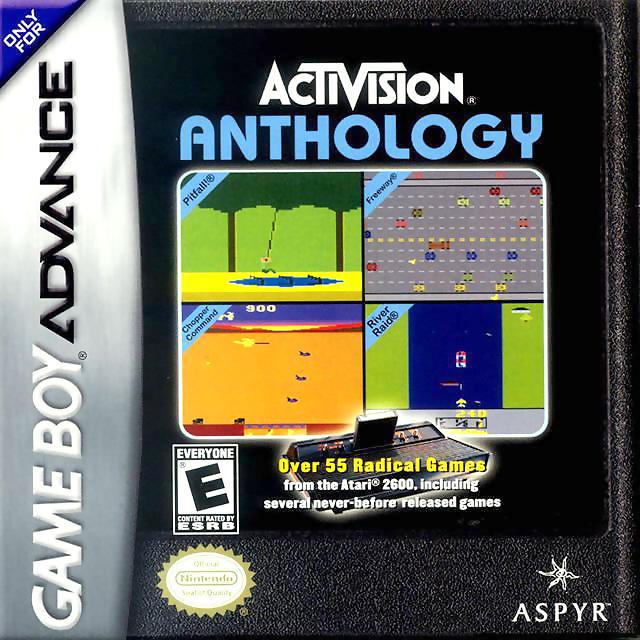 ONLY
FOR
GAME BOY ADVANCE
®
ACTIVISION®
ANTHOLOGY
Pitfall!®
Freeway®
Chopper
Command
900
River
Raid®
240
EVERYONE
E
®
CONTENT RATED BY
ESRB
Over 55 Radical Games
from the Atari® 2600, including
several never-before released games
Official
Nintendo
Seal of Quality
®
ASPYR™